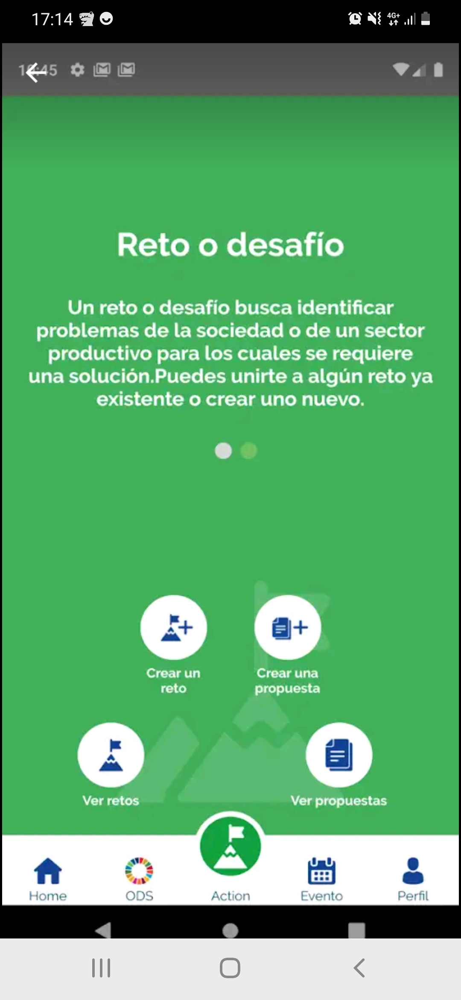 17:14
4G+
:45
Reto o desafío
Un reto o desafío busca identificar
problemas de la sociedad o de un sector
productivo para los cuales se requiere
una solución.Puedes unirte a algún reto ya
existente o crear uno nuevo.
Crear un
reto
Crear una
propuesta
Ver retos
Ver propuestas
Home
ODS
Action
Evento
Perfil